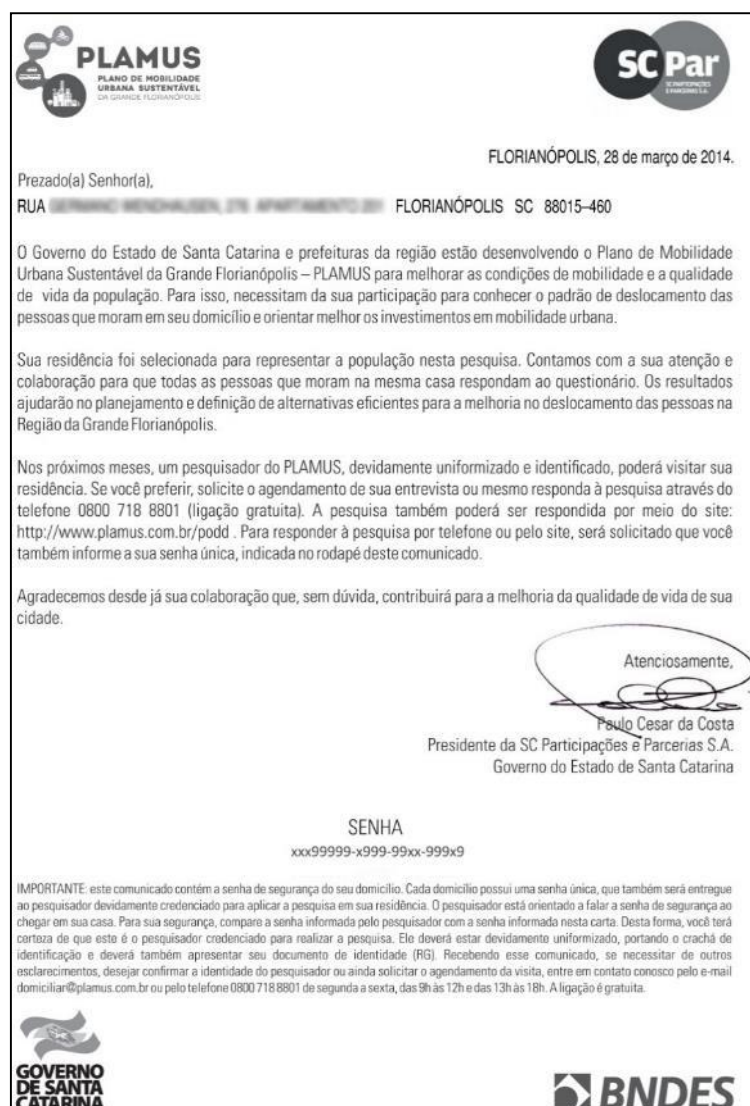 PLAMUS
PLANO DE MOBILIDADE
URBANA SUSTENTÁVEL
DA GRANDE FLORIANÓPOLIS
SC Par
SC PARTICIPAÇÕES
E PARCERIAS S.A.
FLORIANÓPOLIS, 28 de março de 2014.
Prezado(a) Senhor(a),
RUA FLORIANÓPOLIS SC 88015–460
O Governo do Estado de Santa Catarina e prefeituras da região estão desenvolvendo o Plano de Mobilidade
Urbana Sustentável da Grande Florianópolis – PLAMUS para melhorar as condições de mobilidade e a qualidade
de vida da população. Para isso, necessitam da sua participação para conhecer o padrão de deslocamento das
pessoas que moram em seu domicílio e orientar melhor os investimentos em mobilidade urbana.
Sua residência foi selecionada para representar a população nesta pesquisa. Contamos com a sua atenção e
colaboração para que todas as pessoas que moram na mesma casa respondam ao questionário. Os resultados
ajudarão no planejamento e definição de alternativas eficientes para a melhoria no deslocamento das pessoas na
Região da Grande Florianópolis.
Nos próximos meses, um pesquisador do PLAMUS, devidamente uniformizado e identificado, poderá visitar sua
residência. Se você preferir, solicite o agendamento de sua entrevista ou mesmo responda à pesquisa através do
telefone 0800 718 8801 (ligação gratuita). A pesquisa também poderá ser respondida por meio do site:
http://www.plamus.com.br/podd . Para responder à pesquisa por telefone ou pelo site, será solicitado que você
também informe a sua senha única, indicada no rodapé deste comunicado.
Agradecemos desde já sua colaboração que, sem dúvida, contribuirá para a melhoria da qualidade de vida de sua
cidade.
Atenciosamente,
Paulo Cesar da Costa
Presidente da SC Participações e Parcerias S.A.
Governo do Estado de Santa Catarina
SENHA
xxx99999-x999-99xx-999x9
IMPORTANTE: este comunicado contém a senha de segurança do seu domicílio. Cada domicílio possui uma senha única, que também será entregue
ao pesquisador devidamente credenciado para aplicar a pesquisa em sua residência. O pesquisador está orientado a falar a senha de segurança ao
chegar em sua casa. Para sua segurança, compare a senha informada pelo pesquisador com a senha informada nesta carta. Desta forma, você terá
certeza de que este é o pesquisador credenciado para realizar a pesquisa. Ele deverá estar devidamente uniformizado, portando o crachá de
identificação e deverá também apresentar seu documento de identidade (RG). Recebendo esse comunicado, se necessitar de outros
esclarecimentos, desejar confirmar a identidade do pesquisador ou ainda solicitar o agendamento da visita, entre em contato conosco pelo e-mail
domiciliar@plamus.com.br ou pelo telefone 0800 718 8801 de segunda a sexta, das 9h às 12h e das 13h às 18h. A ligação é gratuita.
GOVERNO
DE SANTA
CATARINA
BNDES